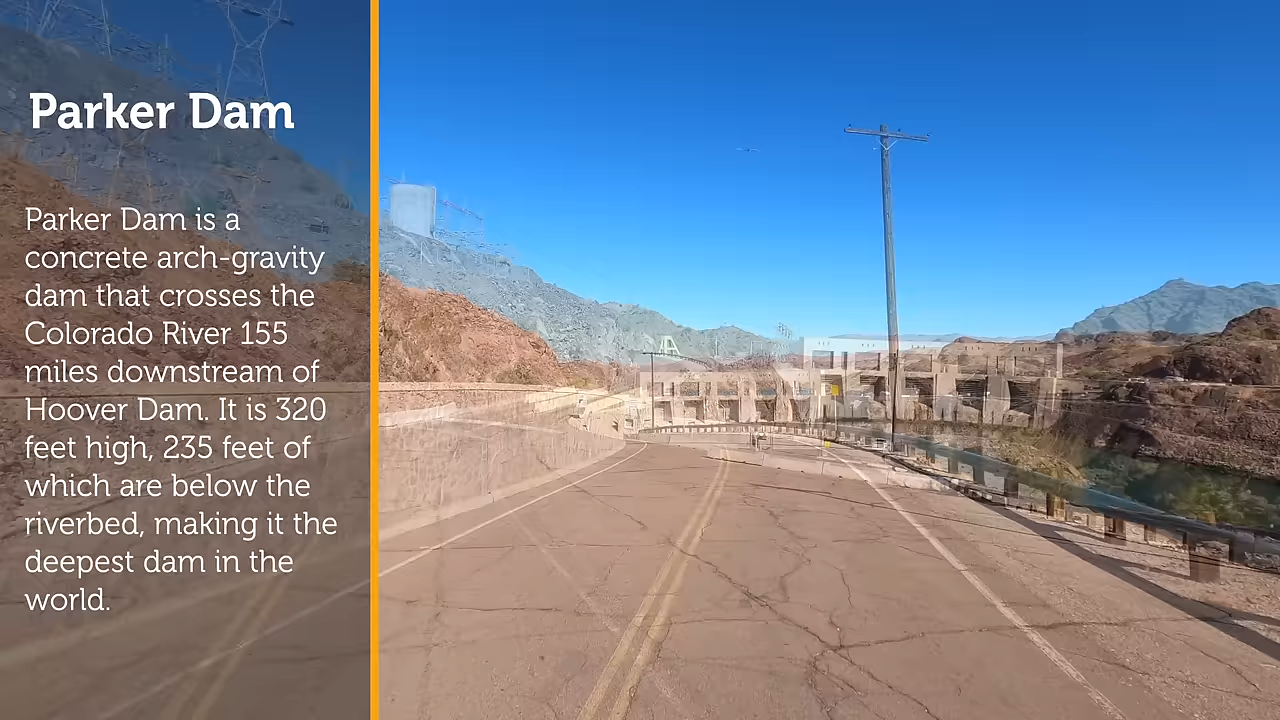 Parker Dam
Parker Dam is a
concrete arch-gravity
dam that crosses the
Colorado River 155
miles downstream of
Hoover Dam. It is 320
feet high, 235 feet of
which are below the
riverbed, making it the
deepest dam in the
world.